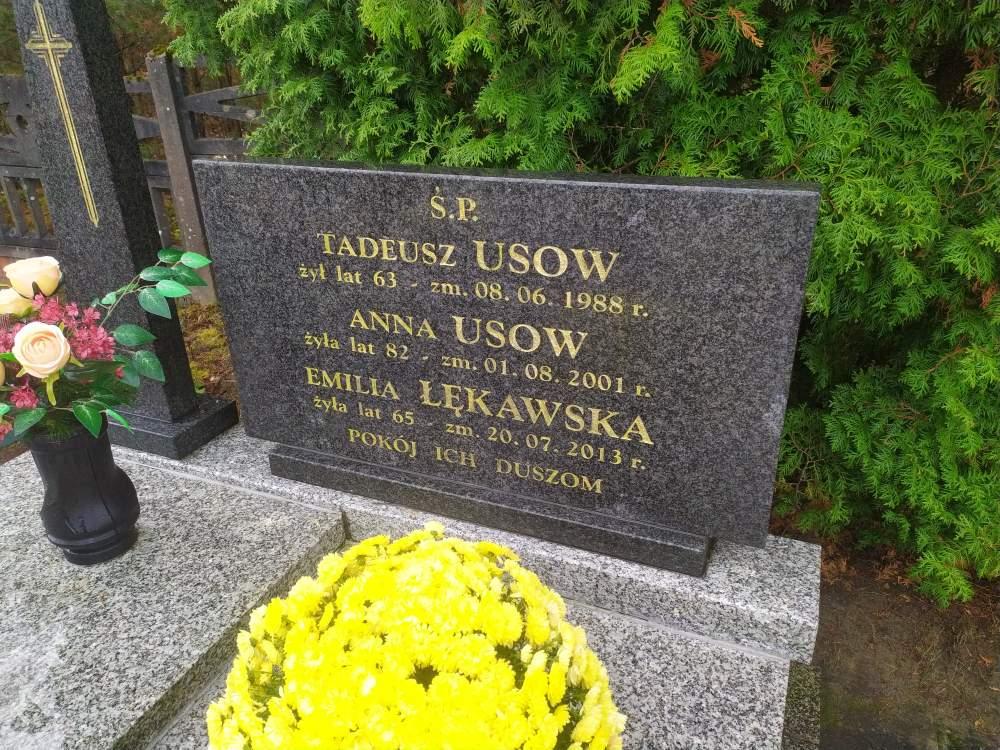 Ś.P.
TADEUSZ USOW
żył lat 63 - zm. 08. 06. 1988 r.
ANNA USOW
żyła lat 82 - zm. 01. 08. 2001 r.
EMILIA ŁĘKAWSKA
żyła lat 65 - zm. 20. 07. 2013 r.
POKÓJ ICH DUSZOM